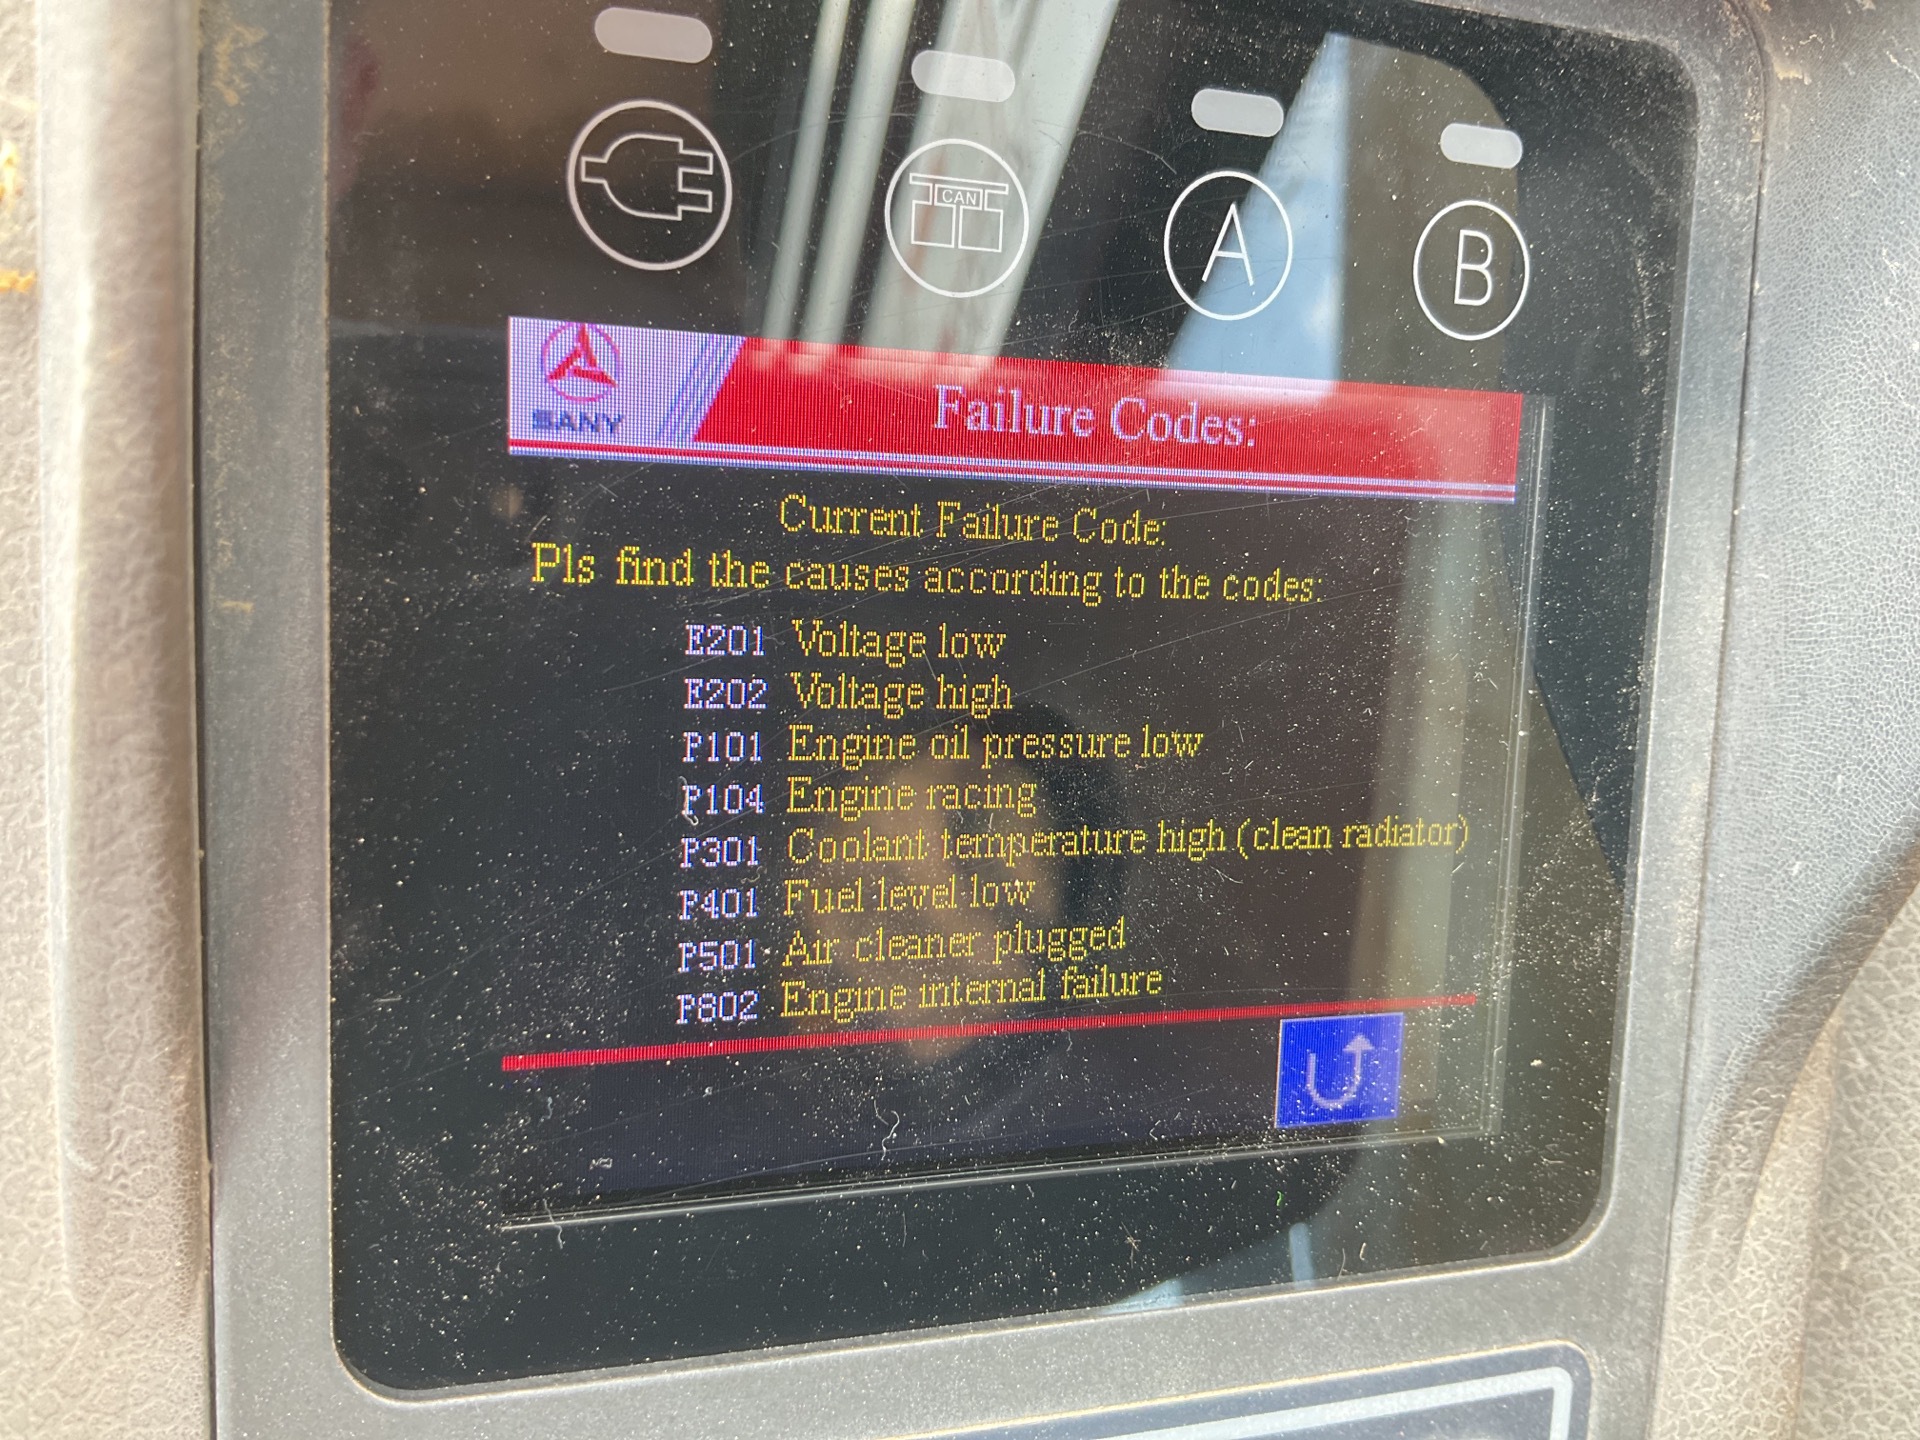 CAN
A
B
SANY
Failure Codes:
Current Failure Code:
Pls find the causes according to the codes:
E201 Voltage low
E202 Voltage high
P101 Engine oil pressure low
P104 Engine racing
P301 Coolant temperature high (clean radiator)
P401 Fuel level low
P501 Air cleaner plugged
P802 Engine internal failure